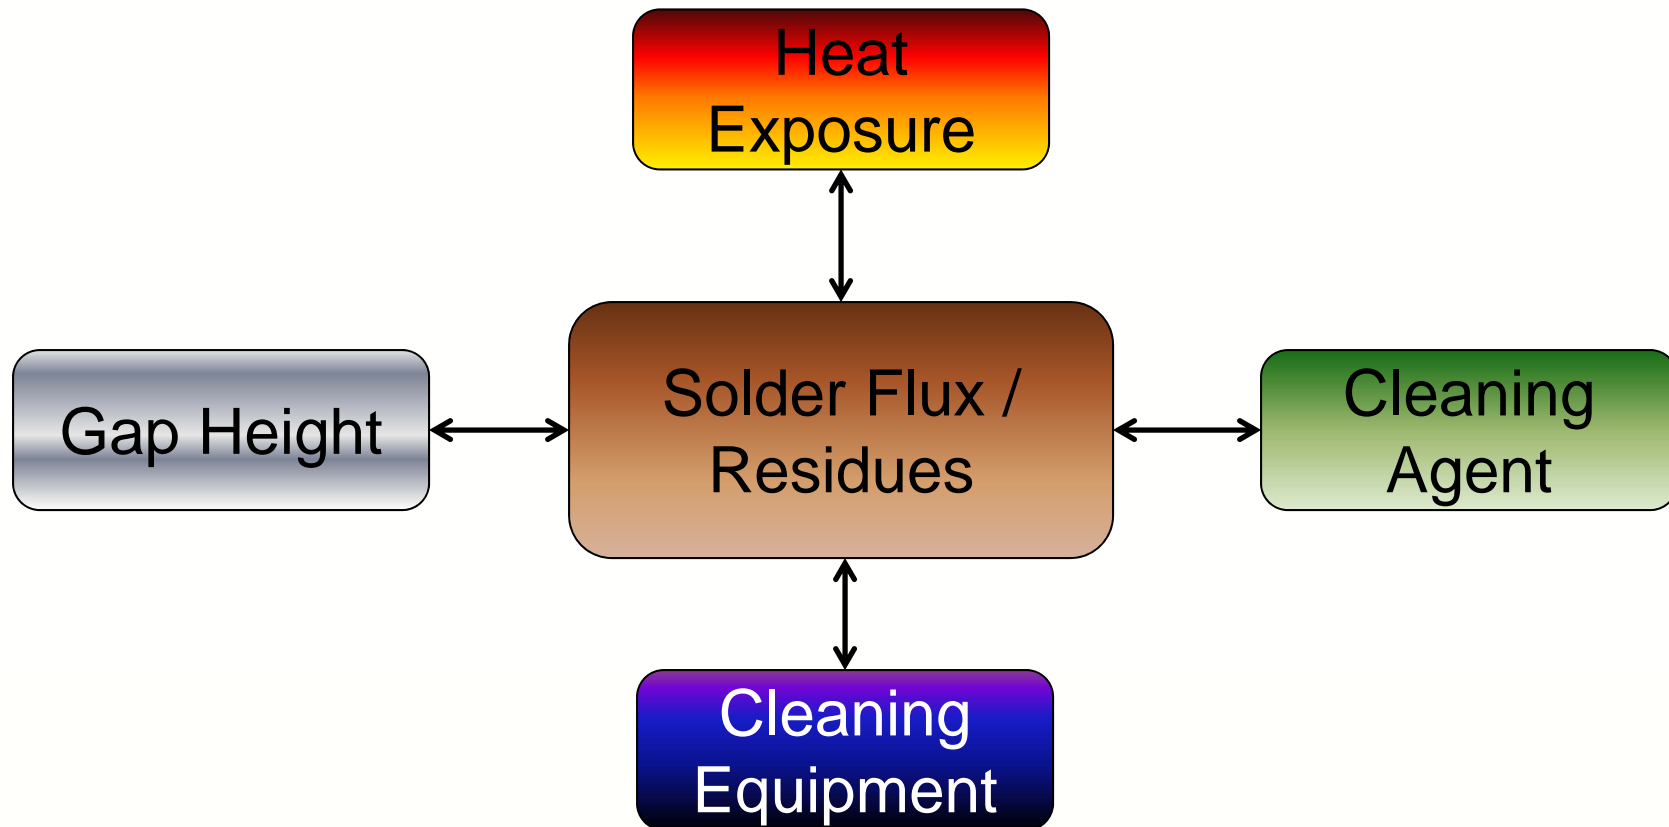 Heat
Exposure
Gap Height
Solder Flux /
Residues
Cleaning
Agent
Cleaning
Equipment